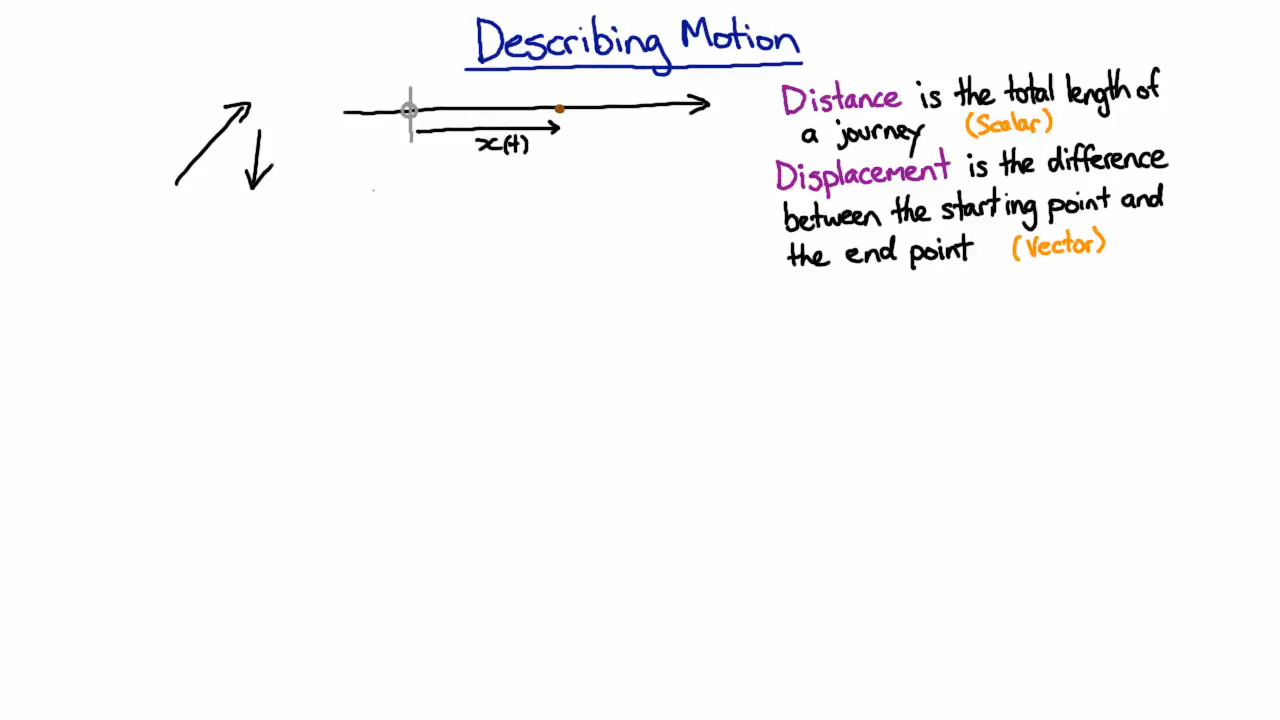 Describing Motion
x(t)
Distance is the total length of
a journey (Scalar)
Displacement is the difference
between the starting point and
the end point (Vector)